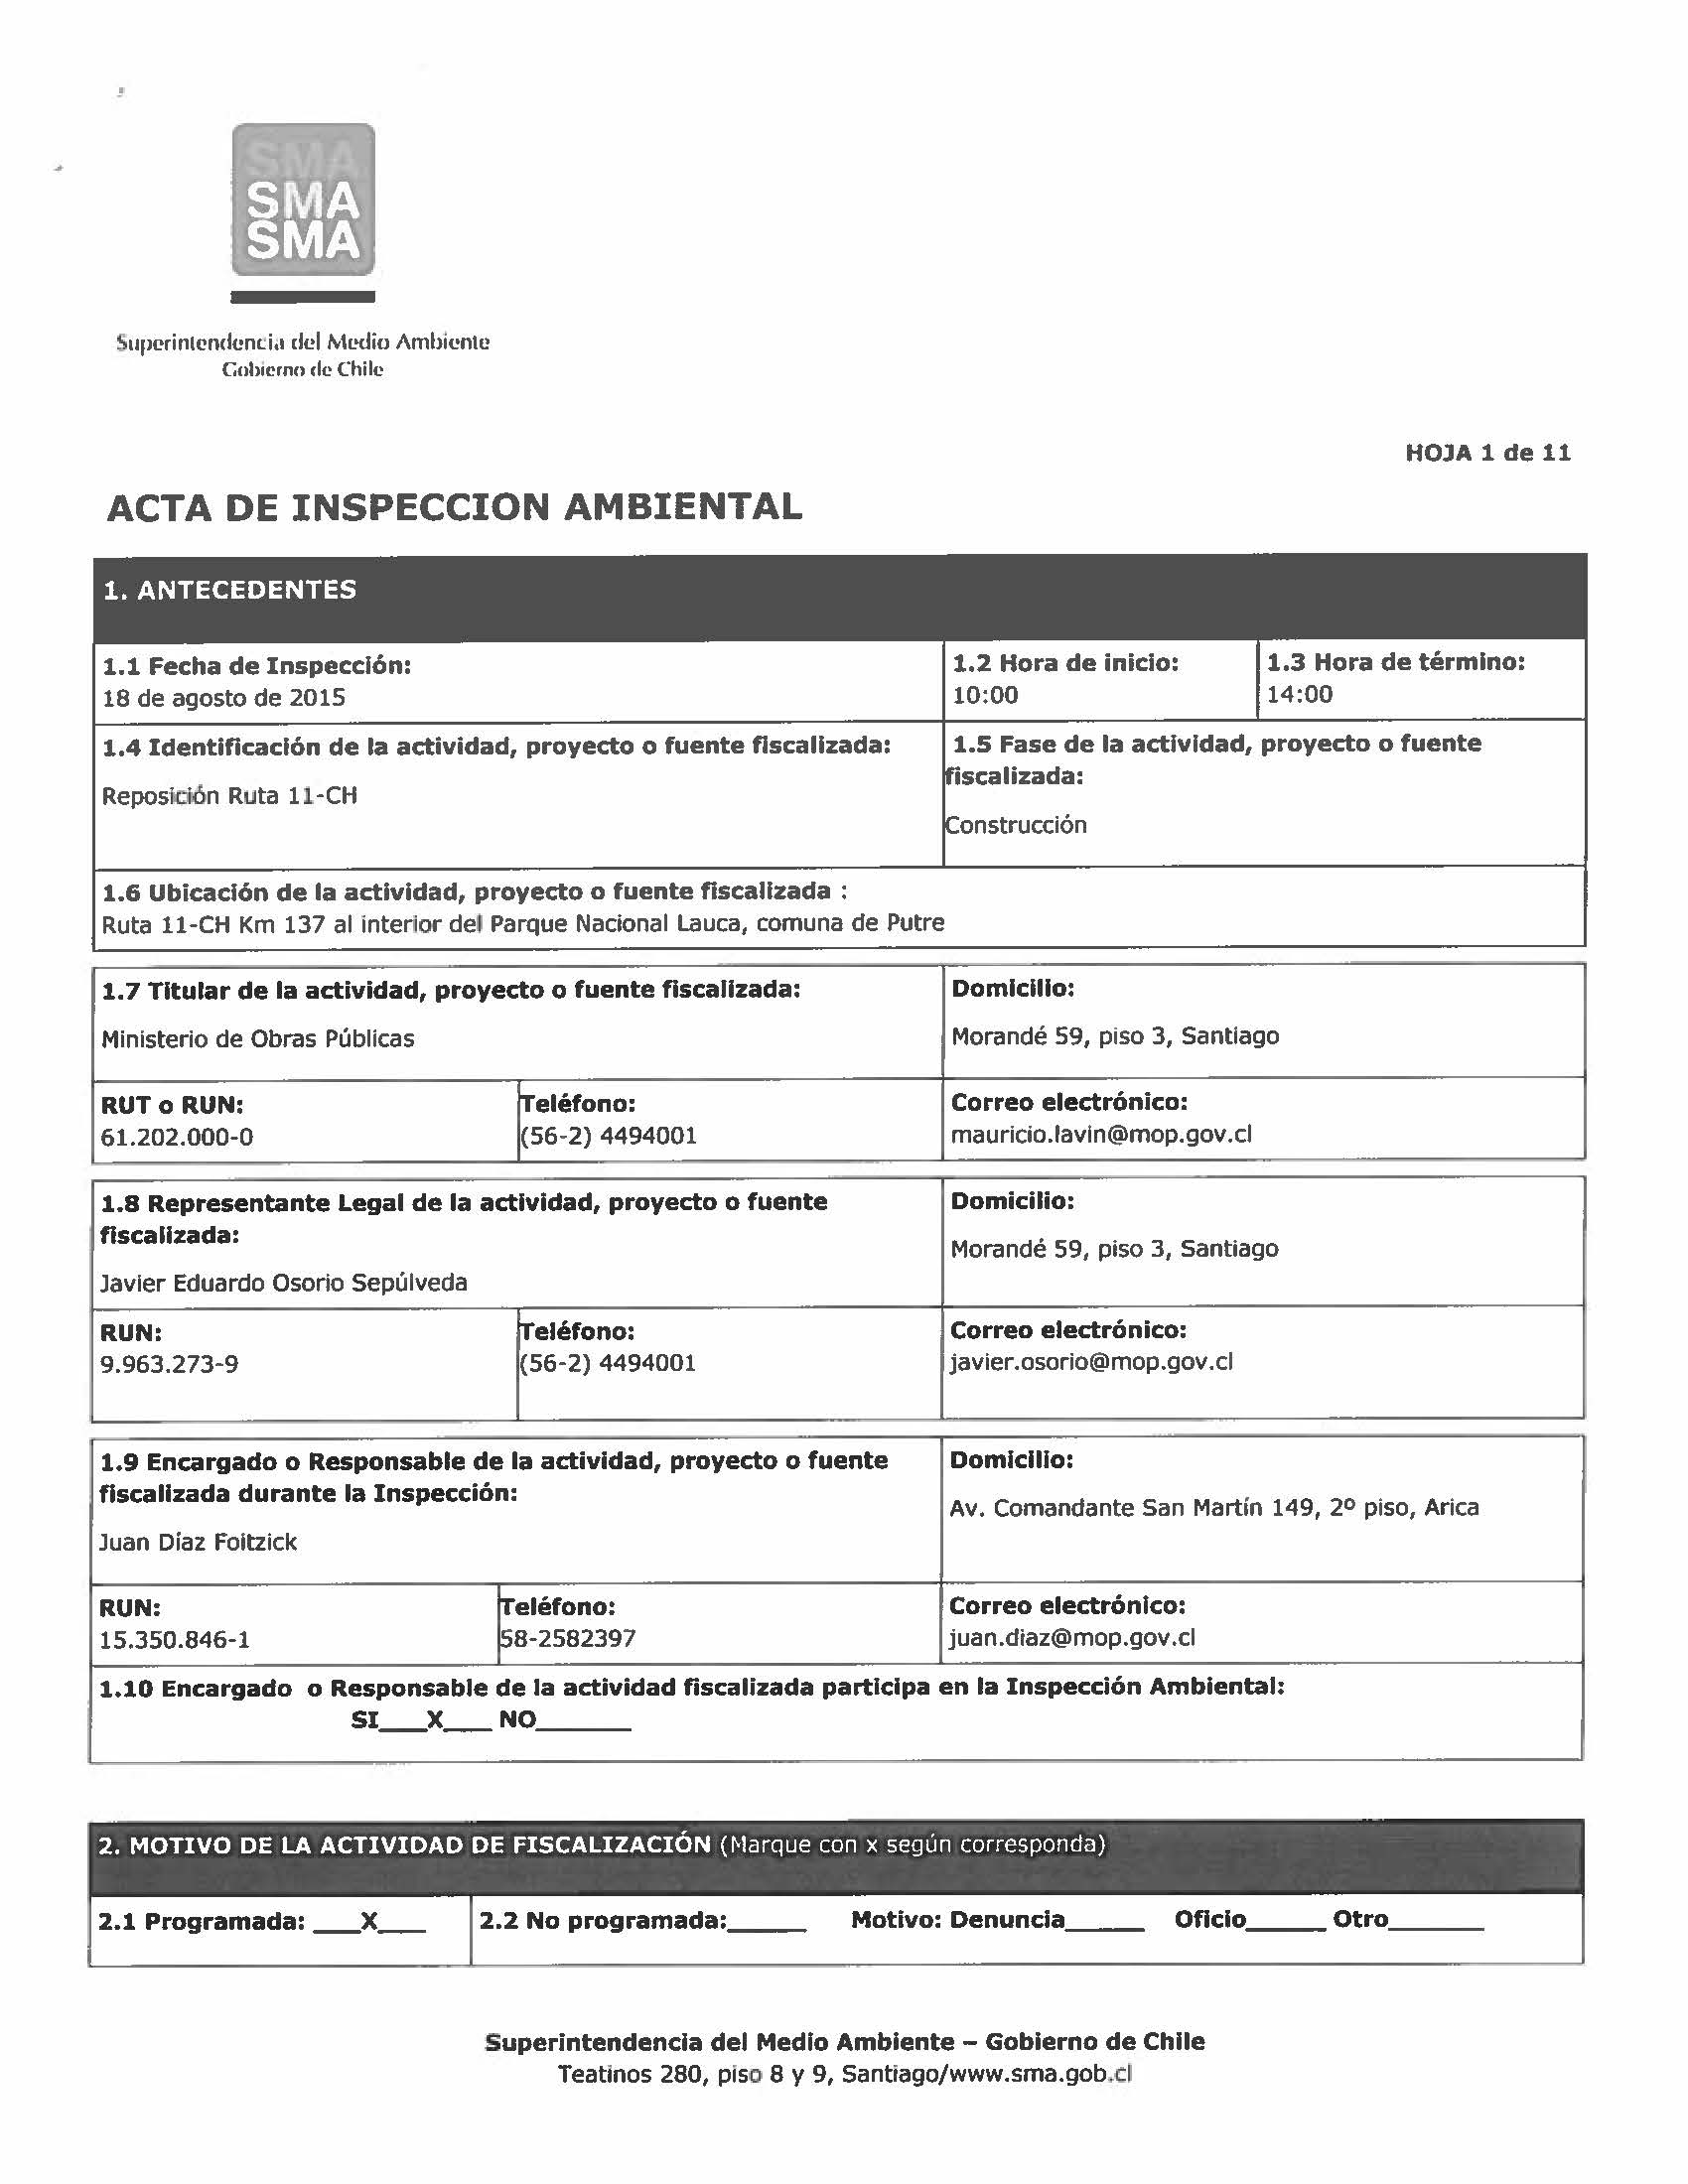 SMA
SMA
SMA
Superintendencia del Medio Ambiente
Gobierno de Chile
HOJA 1 de 11
ACTA DE INSPECCION AMBIENTAL
1. ANTECEDENTES
1.1 Fecha de Inspección:
18 de agosto de 2015
1.2 Hora de inicio:
10:00
1.3 Hora de término:
14:00
1.4 Identificación de la actividad, proyecto o fuente fiscalizada:
Reposición Ruta 11-CH
1.5 Fase de la actividad, proyecto o fuente
fiscalizada:
Construcción
1.6 Ubicación de la actividad, proyecto o fuente fiscalizada :
Ruta 11-CH Km 137 al interior del Parque Nacional Lauca, comuna de Putre
1.7 Titular de la actividad, proyecto o fuente fiscalizada:
Ministerio de Obras Públicas
Domicilio:
Morandé 59, piso 3, Santiago
RUT o RUN:
61.202.000-0
Teléfono:
(56-2) 4494001
Correo electrónico:
mauricio.lavin@mop.gov.cl
1.8 Representante Legal de la actividad, proyecto o fuente
fiscalizada:
Javier Eduardo Osorio Sepúlveda
Domicilio:
Morandé 59, piso 3, Santiago
RUN:
9.963.273-9
Teléfono:
(56-2) 4494001
Correo electrónico:
javier.osorio@mop.gov.cl
1.9 Encargado o Responsable de la actividad, proyecto o fuente
fiscalizada durante la Inspección:
Juan Díaz Foitzick
Domicilio:
Av. Comandante San Martín 149, 2º piso, Arica
RUN:
15.350.846-1
Teléfono:
58-2582397
Correo electrónico:
juan.diaz@mop.gov.cl
1.10 Encargado o Responsable de la actividad fiscalizada participa en la Inspección Ambiental:
SI___X___ NO______
2. MOTIVO DE LA ACTIVIDAD DE FISCALIZACIÓN (Marque con x según corresponda)
2.1 Programada: ___X___
2.2 No programada:_____ Motivo: Denuncia_____ Oficio_____ Otro______
Superintendencia del Medio Ambiente – Gobierno de Chile
Teatinos 280, piso 8 y 9, Santiago/www.sma.gob.cl